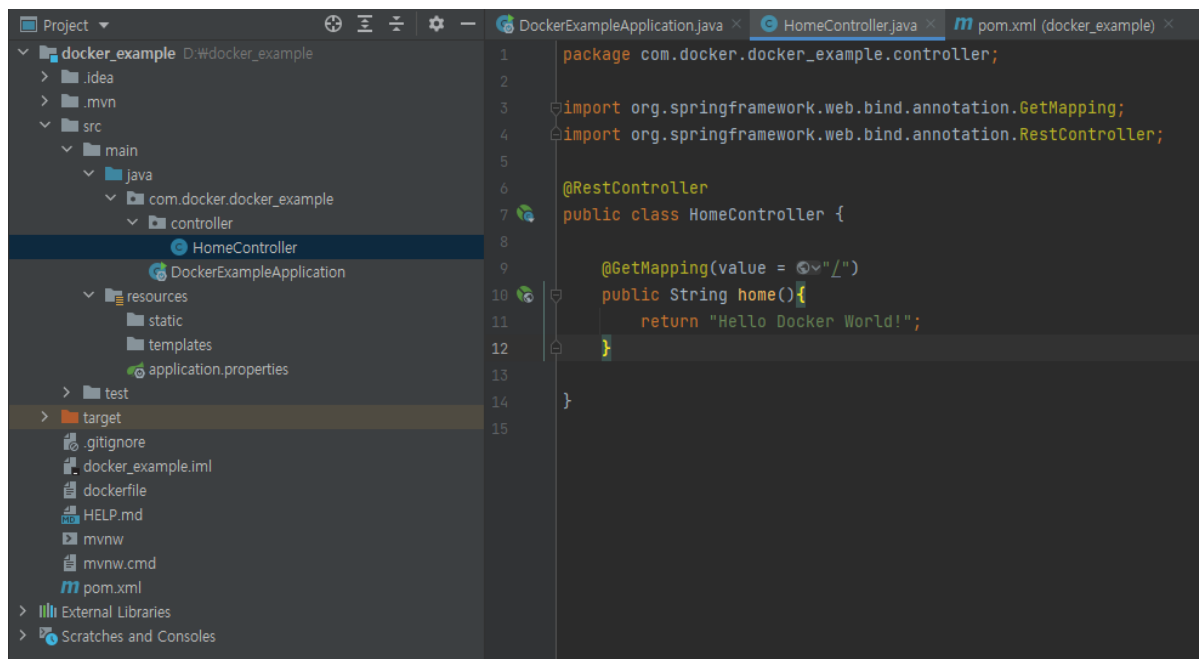 Project
docker_example D:₩docker_example
.idea
.mvn
src
main
java
com.docker.docker_example
controller
HomeController
DockerExampleApplication
resources
static
templates
application.properties
test
target
.gitignore
docker_example.iml
dockerfile
HELP.md
mvnw
mvnw.cmd
pom.xml
External Libraries
Scratches and Consoles
DockerExampleApplication.java HomeController.java pom.xml (docker_example)
1 package com.docker.docker_example.controller;
2
3 import org.springframework.web.bind.annotation.GetMapping;
4 import org.springframework.web.bind.annotation.RestController;
5
6 @RestController
7 public class HomeController {
8
9 @GetMapping(value = "/")
10 public String home(){
11 return "Hello Docker World!";
12 }
13
14 }
15